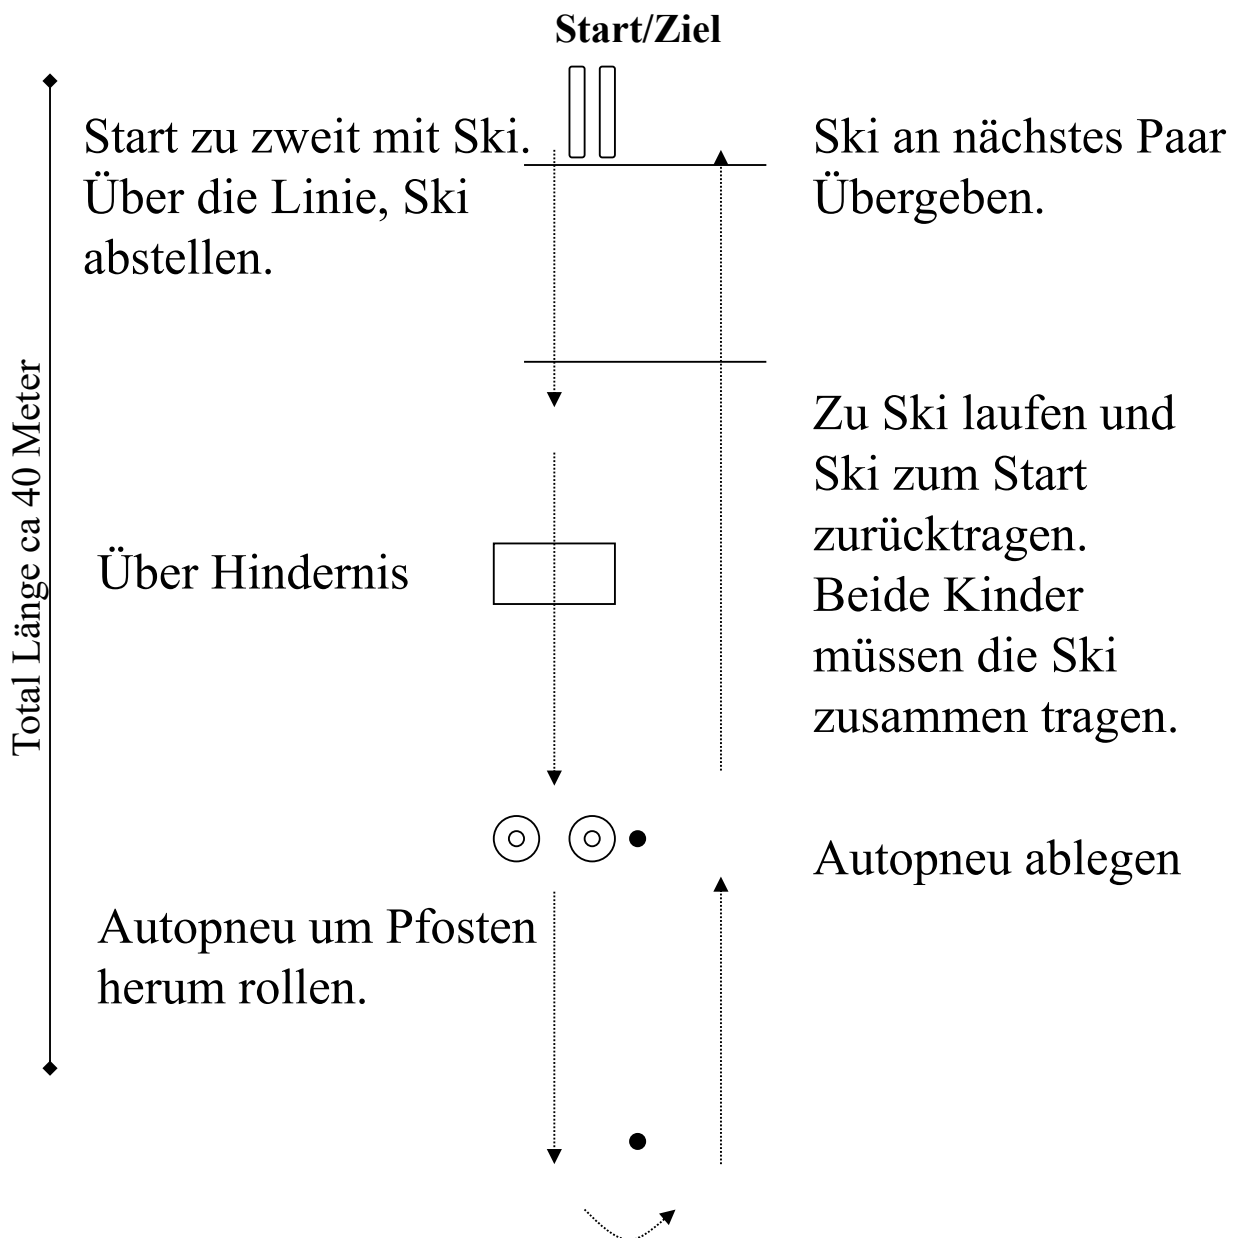 Start/Ziel
Start zu zweit mit Ski.
Über die Linie, Ski
abstellen.
Ski an nächstes Paar
Übergeben.
Total Länge ca 40 Meter
Zu Ski laufen und
Ski zum Start
zurücktragen.
Beide Kinder
müssen die Ski
zusammen tragen.
Über Hindernis
Autopneu ablegen
Autopneu um Pfosten
herum rollen.